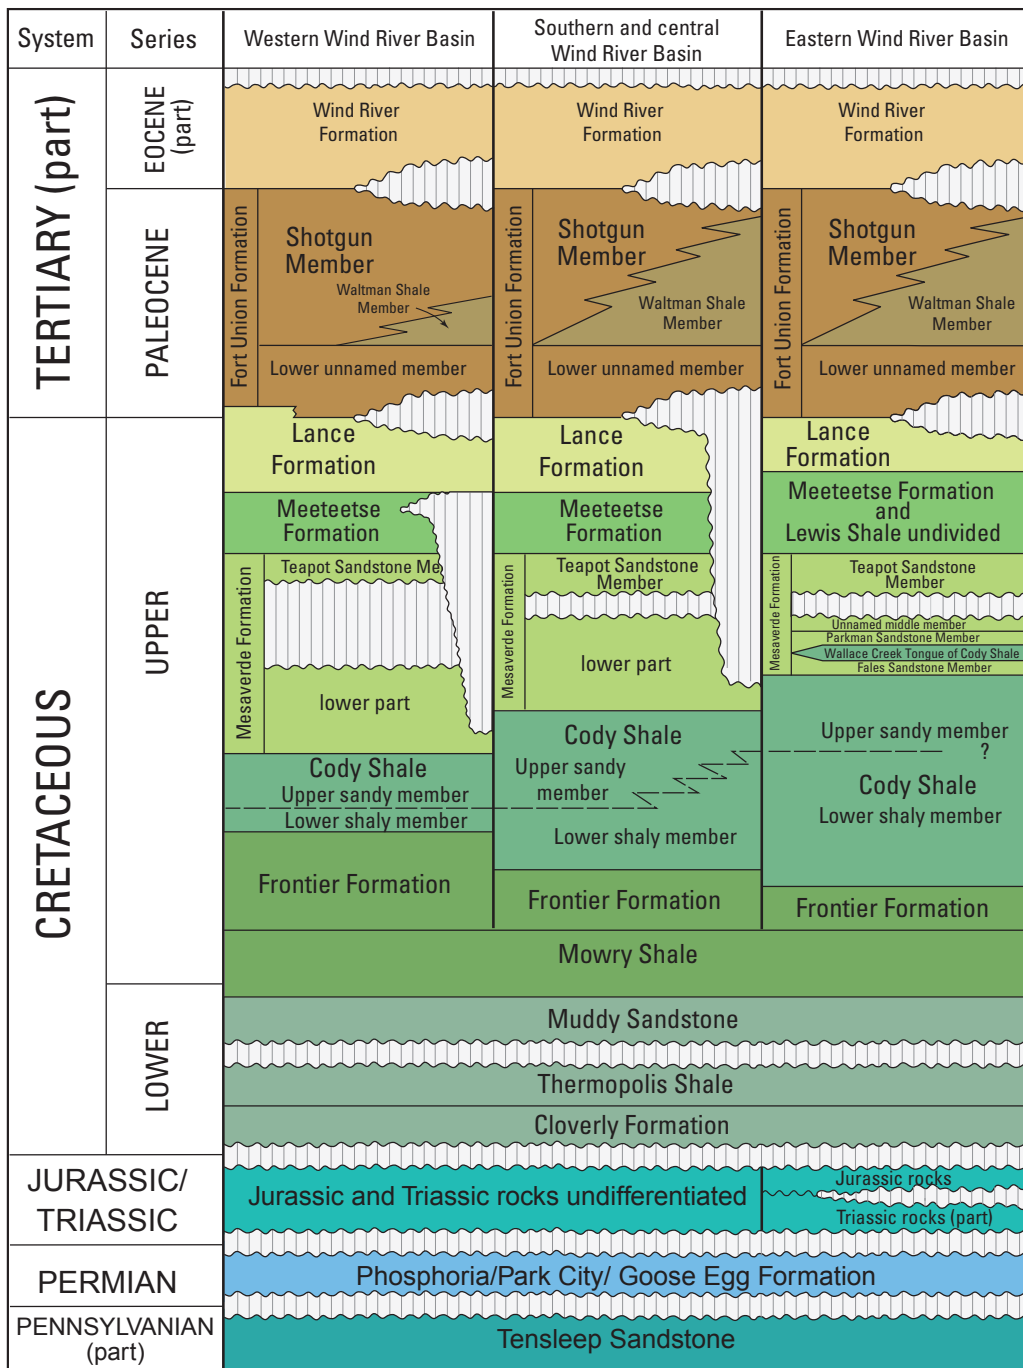 System
Series
Western Wind River Basin
Southern and central
Wind River Basin
Eastern Wind River Basin
TERTIARY (part)
EOCENE
(part)
PALEOCENE
Wind River
Formation
Fort Union Formation
Shotgun
Member
Waltman Shale
Member
Lower unnamed member
Wind River
Formation
Fort Union Formation
Shotgun
Member
Waltman Shale
Member
Lower unnamed member
Wind River
Formation
Fort Union Formation
Shotgun
Member
Waltman Shale
Member
Lower unnamed member
CRETACEOUS
UPPER
LOWER
Lance
Formation
Meeteetse
Formation
Mesaverde Formation
Teapot Sandstone Me
lower part
Cody Shale
Upper sandy member
Lower shaly member
Frontier Formation
Lance
Formation
Meeteetse
Formation
Mesaverde Formation
Teapot Sandstone
Member
lower part
Cody Shale
Upper sandy
member
Lower shaly member
Frontier Formation
Lance
Formation
Meeteetse Formation
and
Lewis Shale undivided
Mesaverde Formation
Teapot Sandstone
Member
Unnamed middle member
Parkman Sandstone Member
Wallace Creek Tongue of Cody Shale
Fales Sandstone Member
Upper sandy member
?
Cody Shale
Lower shaly member
Frontier Formation
Mowry Shale
Muddy Sandstone
Thermopolis Shale
Cloverly Formation
JURASSIC/
TRIASSIC
Jurassic and Triassic rocks undifferentiated
Jurassic rocks
Triassic rocks (part)
PERMIAN
Phosphoria/Park City/ Goose Egg Formation
PENNSYLVANIAN
(part)
Tensleep Sandstone